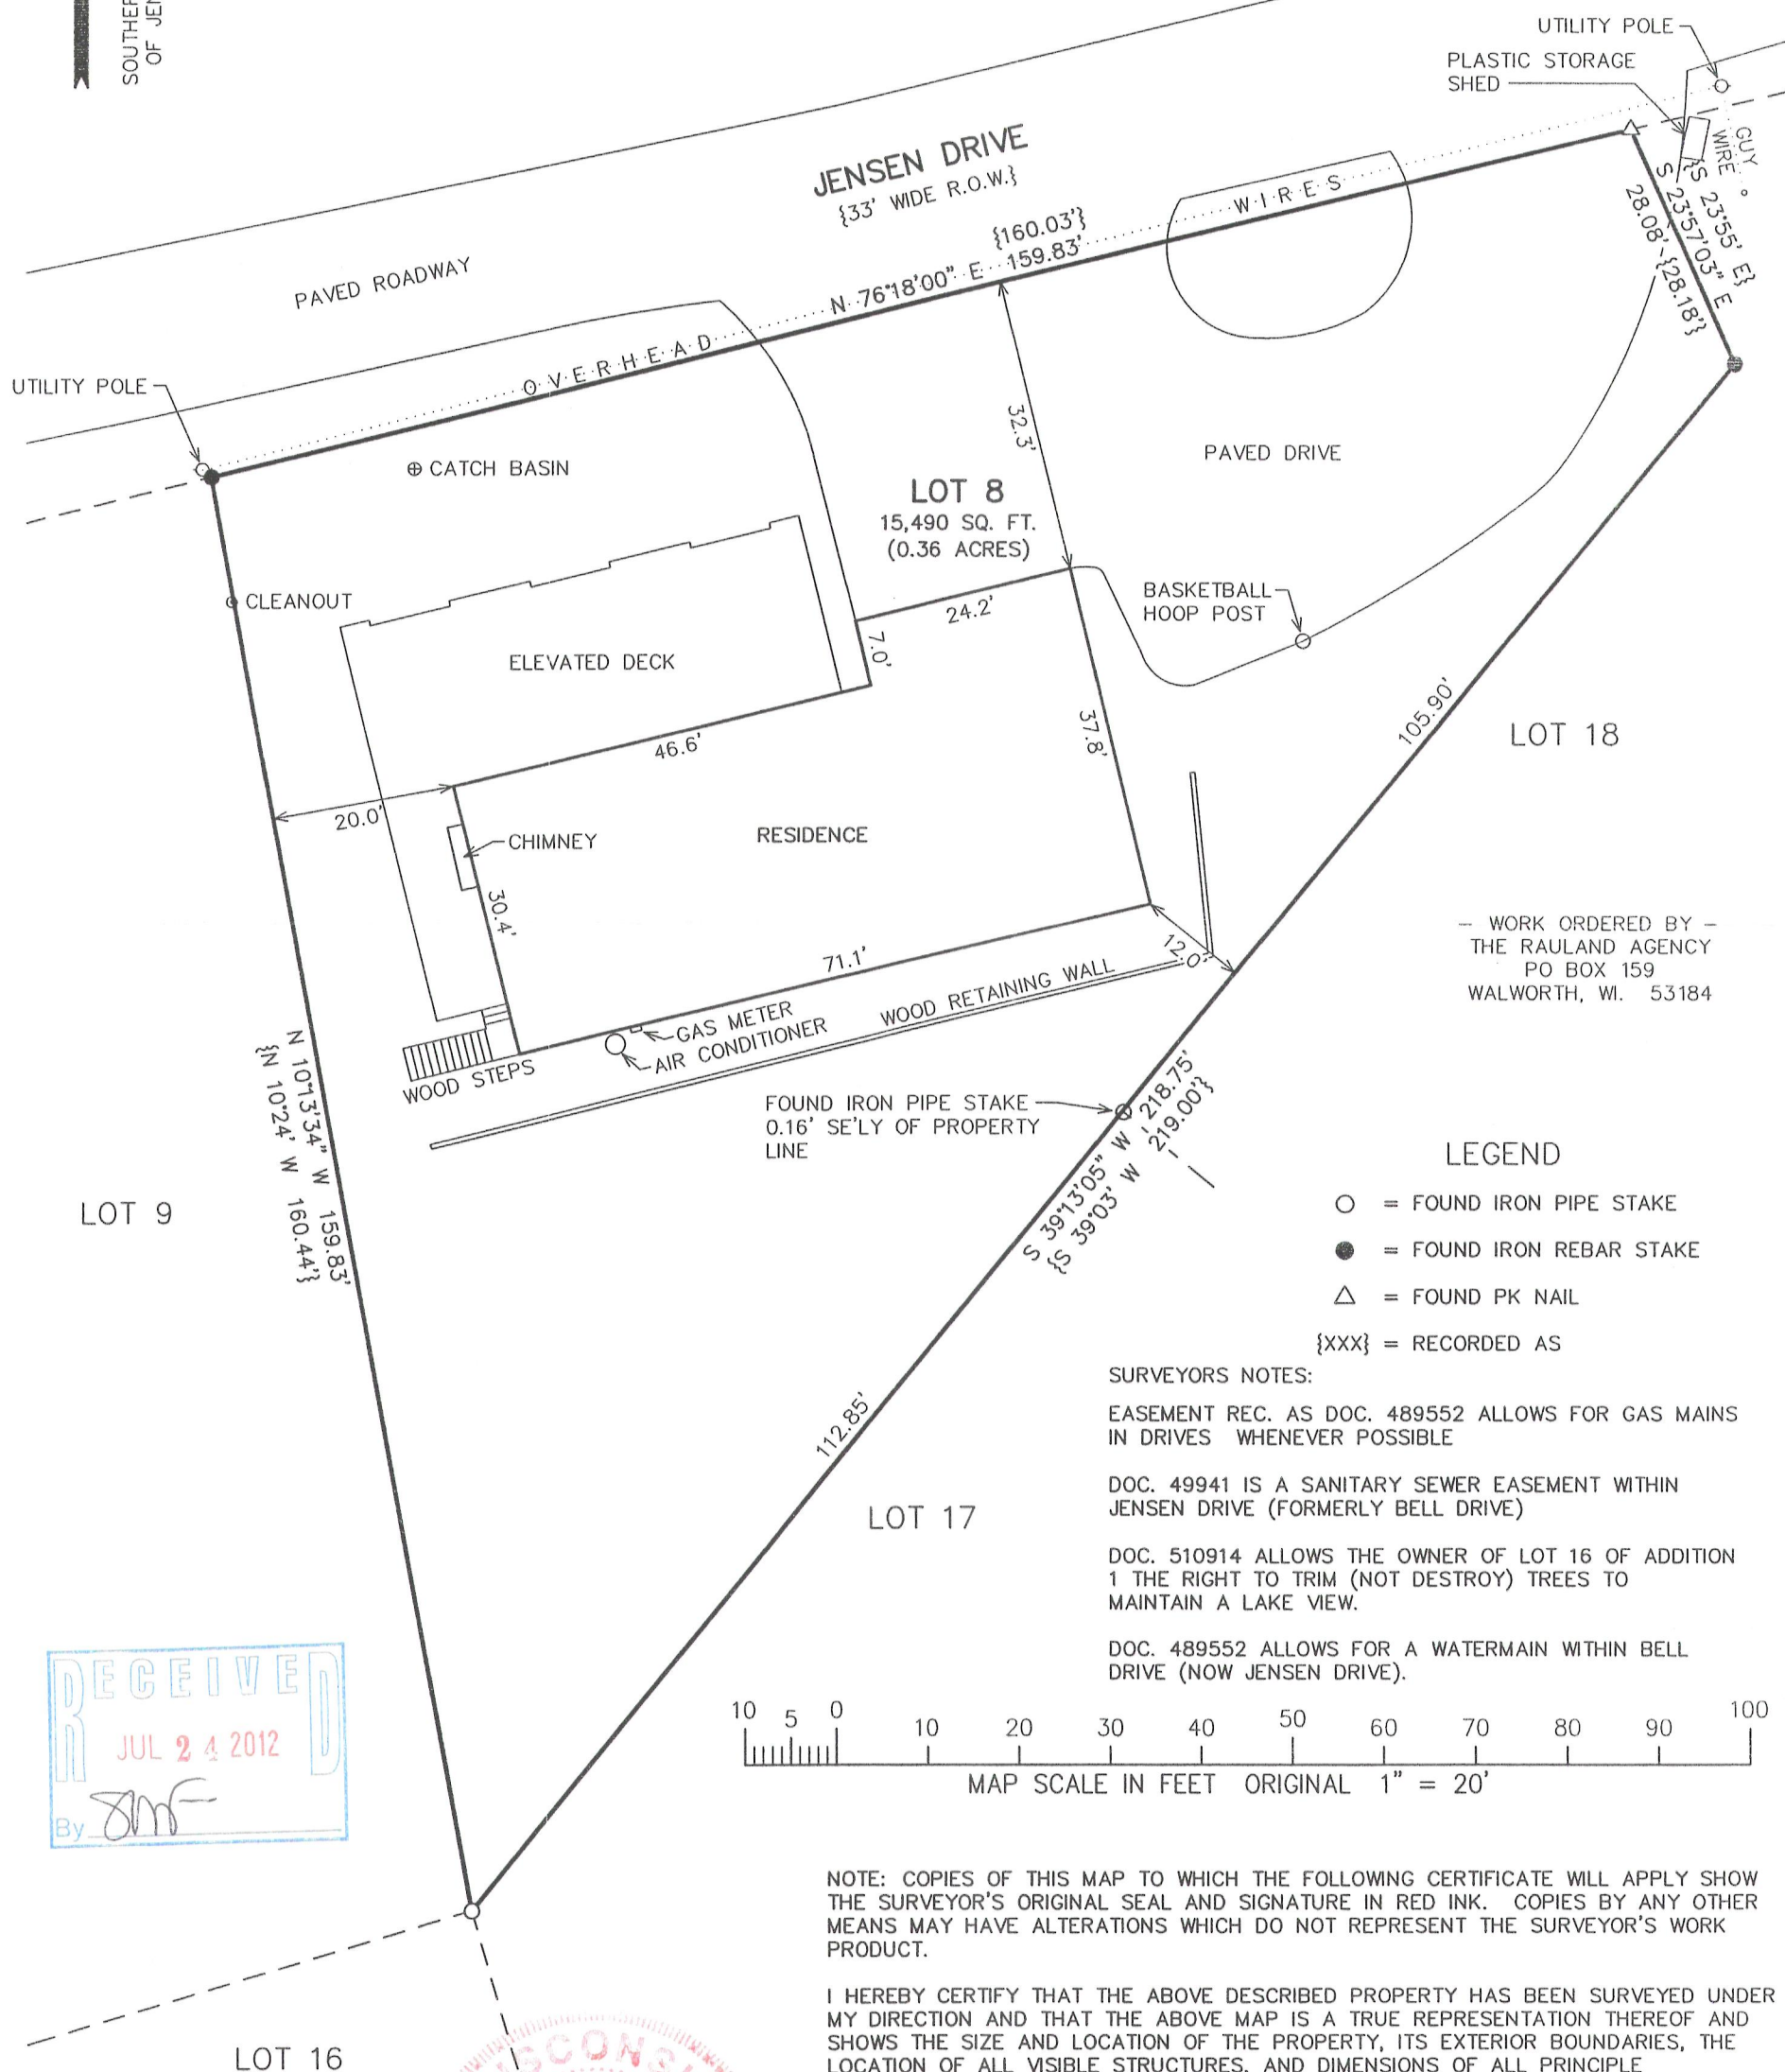 SOUTHER
OF JEN
UTILITY POLE
PLASTIC STORAGE
SHED
GUY
WIRE
JENSEN DRIVE
{33' WIDE R.O.W.}
PAVED ROADWAY
{160.03'}
N 76°18'00" E 159.83'
OVERHEAD
WIRES
{S 23°55' E}
S 23°57'03" E
28.08' {28.18'}
UTILITY POLE
CATCH BASIN
32.3'
PAVED DRIVE
LOT 8
15,490 SQ. FT.
(0.36 ACRES)
CLEANOUT
24.2'
7.0'
BASKETBALL
HOOP POST
ELEVATED DECK
46.6'
37.8'
105.90'
LOT 18
20.0'
CHIMNEY
RESIDENCE
30.4'
71.1'
12.0'
— WORK ORDERED BY —
THE RAULAND AGENCY
PO BOX 159
WALWORTH, WI. 53184
WOOD RETAINING WALL
GAS METER
AIR CONDITIONER
WOOD STEPS
FOUND IRON PIPE STAKE
0.16' SE'LY OF PROPERTY
LINE
S 39°13'05" W 218.75'
{S 39°03' W 219.00'}
N 10°13'34" W 159.83'
{N 10°24' W 160.44'}
LOT 9
LEGEND
= FOUND IRON PIPE STAKE
= FOUND IRON REBAR STAKE
= FOUND PK NAIL
{XXX} = RECORDED AS
SURVEYORS NOTES:
EASEMENT REC. AS DOC. 489552 ALLOWS FOR GAS MAINS
IN DRIVES WHENEVER POSSIBLE
DOC. 49941 IS A SANITARY SEWER EASEMENT WITHIN
JENSEN DRIVE (FORMERLY BELL DRIVE)
DOC. 510914 ALLOWS THE OWNER OF LOT 16 OF ADDITION
1 THE RIGHT TO TRIM (NOT DESTROY) TREES TO
MAINTAIN A LAKE VIEW.
DOC. 489552 ALLOWS FOR A WATERMAIN WITHIN BELL
DRIVE (NOW JENSEN DRIVE).
112.85'
LOT 17
RECEIVED
JUL 24 2012
By
10 5 0 10 20 30 40 50 60 70 80 90 100
MAP SCALE IN FEET ORIGINAL 1" = 20'
NOTE: COPIES OF THIS MAP TO WHICH THE FOLLOWING CERTIFICATE WILL APPLY SHOW
THE SURVEYOR'S ORIGINAL SEAL AND SIGNATURE IN RED INK. COPIES BY ANY OTHER
MEANS MAY HAVE ALTERATIONS WHICH DO NOT REPRESENT THE SURVEYOR'S WORK
PRODUCT.
I HEREBY CERTIFY THAT THE ABOVE DESCRIBED PROPERTY HAS BEEN SURVEYED UNDER
MY DIRECTION AND THAT THE ABOVE MAP IS A TRUE REPRESENTATION THEREOF AND
SHOWS THE SIZE AND LOCATION OF THE PROPERTY, ITS EXTERIOR BOUNDARIES, THE
LOCATION OF ALL VISIBLE STRUCTURES, AND DIMENSIONS OF ALL PRINCIPLE
LOT 16
SCONS